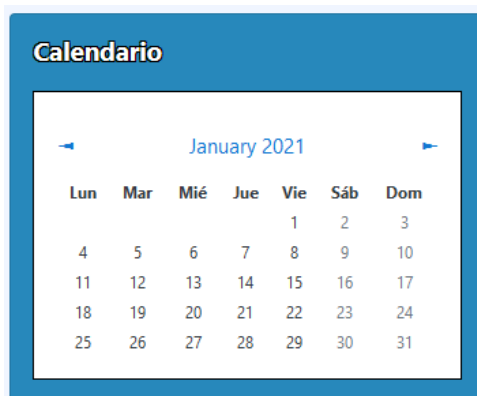 Calendario
January 2021
Lun Mar Mié Jue Vie Sáb Dom
1 2 3
4 5 6 7 8 9 10
11 12 13 14 15 16 17
18 19 20 21 22 23 24
25 26 27 28 29 30 31